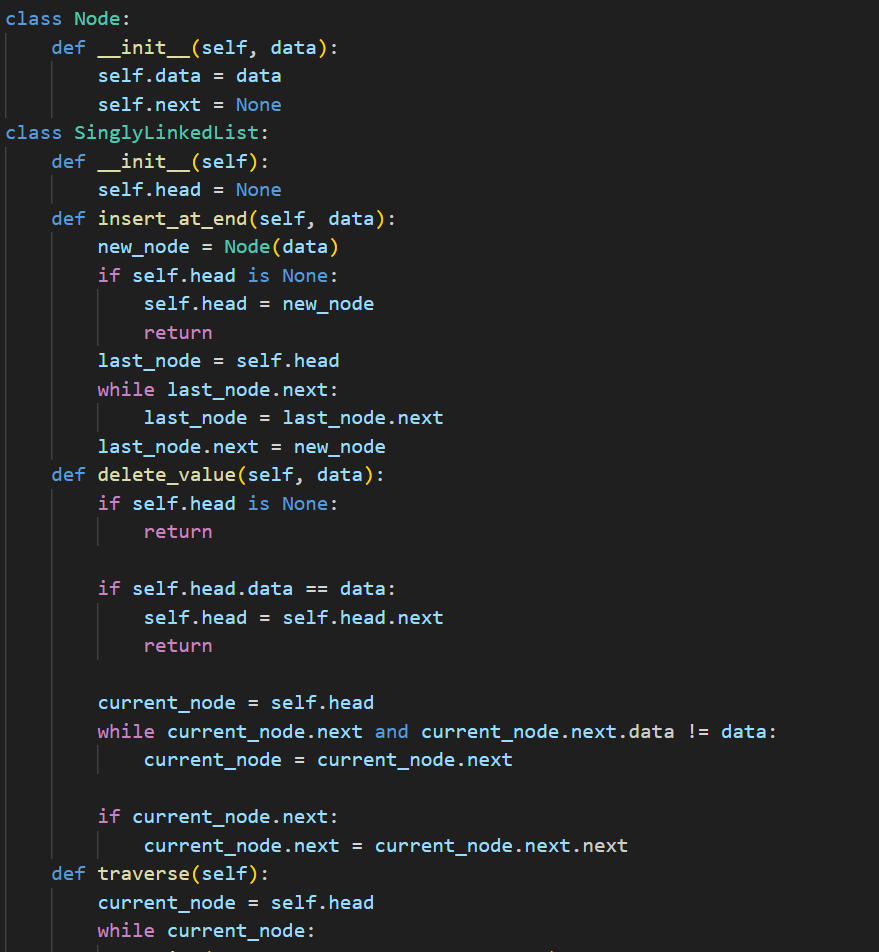 class Node:
    def __init__(self, data):
        self.data = data
        self.next = None
class SinglyLinkedList:
    def __init__(self):
        self.head = None
    def insert_at_end(self, data):
        new_node = Node(data)
        if self.head is None:
            self.head = new_node
            return
        last_node = self.head
        while last_node.next:
            last_node = last_node.next
        last_node.next = new_node
    def delete_value(self, data):
        if self.head is None:
            return
        if self.head.data == data:
            self.head = self.head.next
            return
        current_node = self.head
        while current_node.next and current_node.next.data != data:
            current_node = current_node.next
        if current_node.next:
            current_node.next = current_node.next.next
    def traverse(self):
        current_node = self.head
        while current_node: